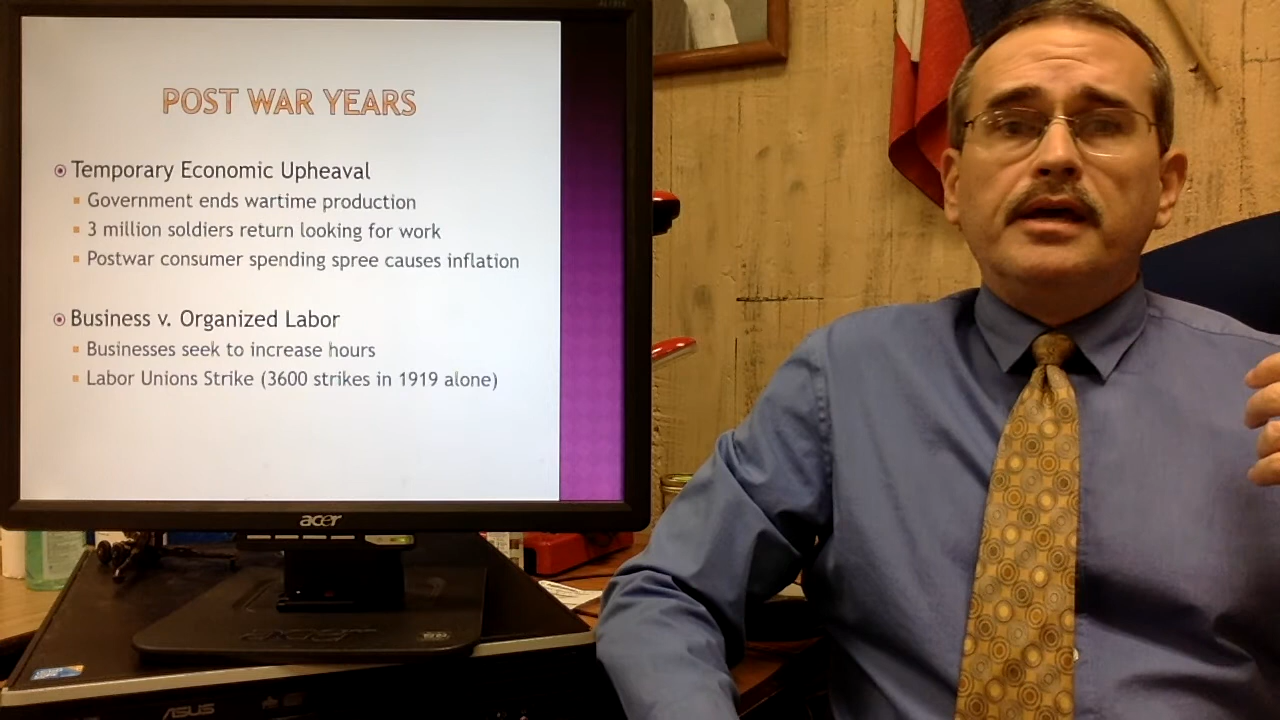 POST WAR YEARS
Temporary Economic Upheaval
Government ends wartime production
3 million soldiers return looking for work
Postwar consumer spending spree causes inflation
Business v. Organized Labor
Businesses seek to increase hours
Labor Unions Strike (3600 strikes in 1919 alone)
acer
acer
ASUS